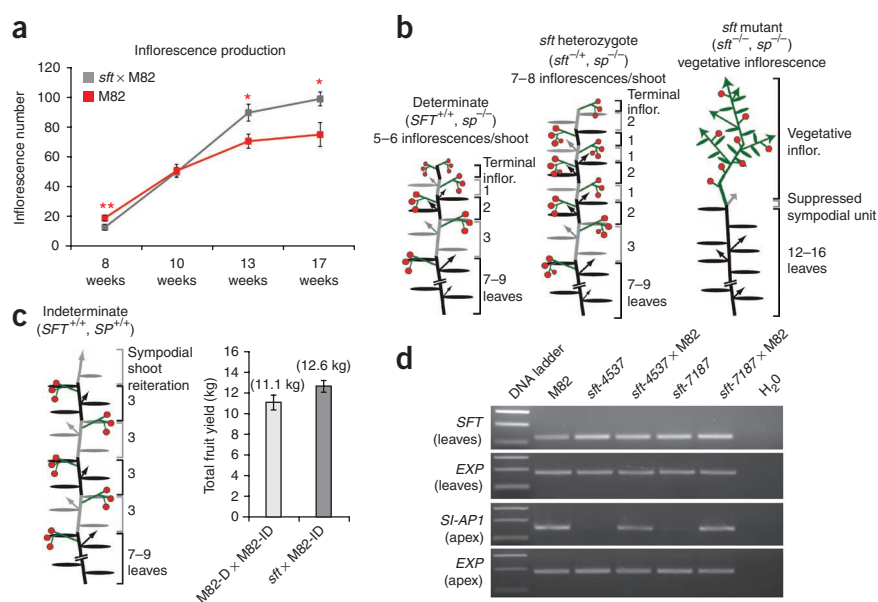 a
Inflorescence production
sft × M82
M82
Inflorescence number
120
100
80
60
40
20
0
**
*
*
8 weeks
10 weeks
13 weeks
17 weeks
b
Determinate
(SFT+/+, sp−/−)
5–6 inflorescences/shoot
Terminal
inflor.
1
2
3
7–9
leaves
sft heterozygote
(sft−/+, sp−/−)
7–8 inflorescences/shoot
Terminal
inflor.
2
1
1
2
1
2
3
7–9
leaves
sft mutant
(sft−/−, sp−/−)
vegetative inflorescence
Vegetative
inflor.
Suppressed
sympodial unit
12–16
leaves
c
Indeterminate
(SFT+/+, SP+/+)
Sympodial
shoot
reiteration
3
3
3
3
7–9
leaves
Total fruit yield (kg)
16
14
12
10
8
6
4
2
0
(11.1 kg)
(12.6 kg)
M82-D × M82-ID
sft × M82-ID
d
DNA ladder
M82
sft-4537
sft-4537 × M82
sft-7187
sft-7187 × M82
H20
SFT
(leaves)
EXP
(leaves)
SI-AP1
(apex)
EXP
(apex)